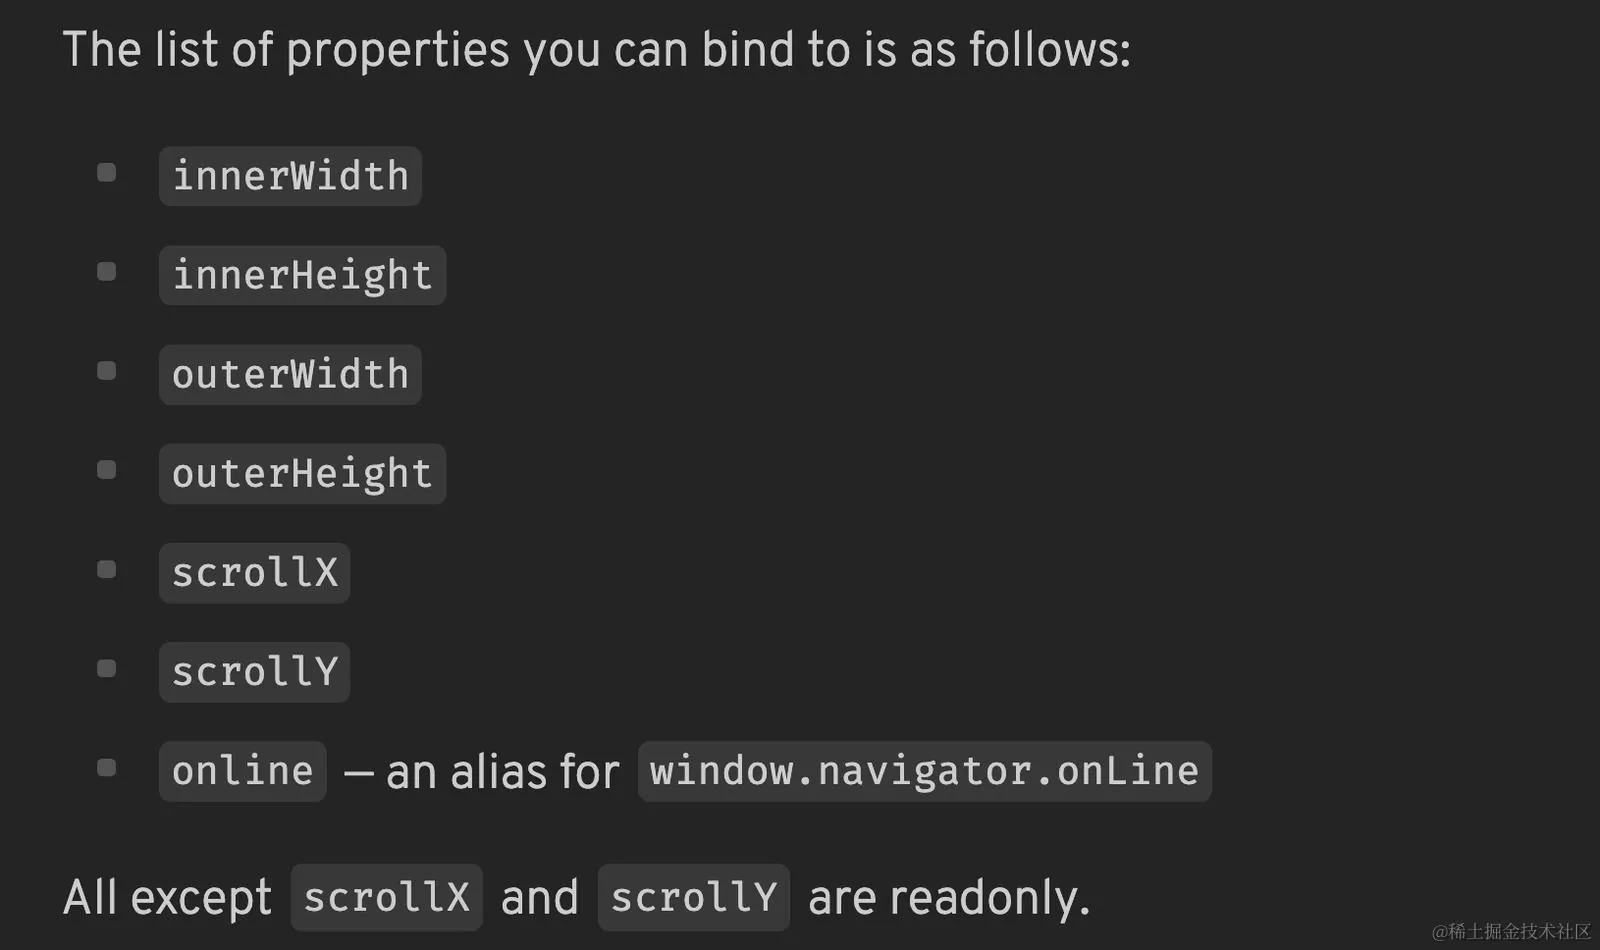 The list of properties you can bind to is as follows:
innerWidth
innerHeight
outerWidth
outerHeight
scrollX
scrollY
online — an alias for window.navigator.onLine
All except scrollX and scrollY are readonly.
@稀土掘金技术社区